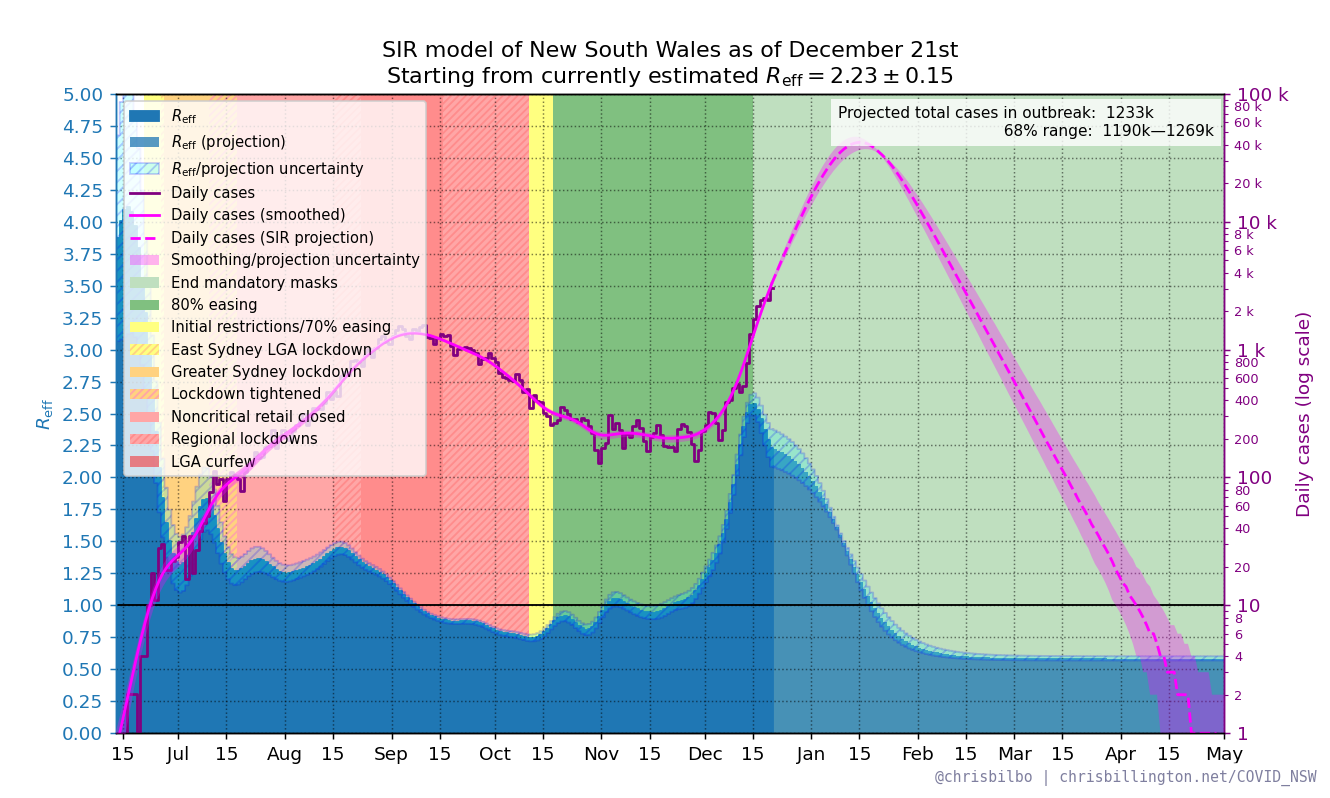 SIR model of New South Wales as of December 21st
Starting from currently estimated R_eff = 2.23 ± 0.15
Projected total cases in outbreak: 1233k
68% range: 1190k—1269k
R_eff
R_eff (projection)
R_eff/projection uncertainty
Daily cases
Daily cases (smoothed)
Daily cases (SIR projection)
Smoothing/projection uncertainty
End mandatory masks
80% easing
Initial restrictions/70% easing
East Sydney LGA lockdown
Greater Sydney lockdown
Lockdown tightened
Noncritical retail closed
Regional lockdowns
LGA curfew
R_eff
5.00
4.75
4.50
4.25
4.00
3.75
3.50
3.25
3.00
2.75
2.50
2.25
2.00
1.75
1.50
1.25
1.00
0.75
0.50
0.25
0.00
100 k
80 k
60 k
40 k
20 k
10 k
8 k
6 k
4 k
2 k
1 k
800
600
400
200
100
80
60
40
20
10
8
6
4
2
1
Daily cases (log scale)
15 Jul 15 Aug 15 Sep 15 Oct 15 Nov 15 Dec 15 Jan 15 Feb 15 Mar 15 Apr 15 May
@chrisbilbo | chrisbillington.net/COVID_NSW